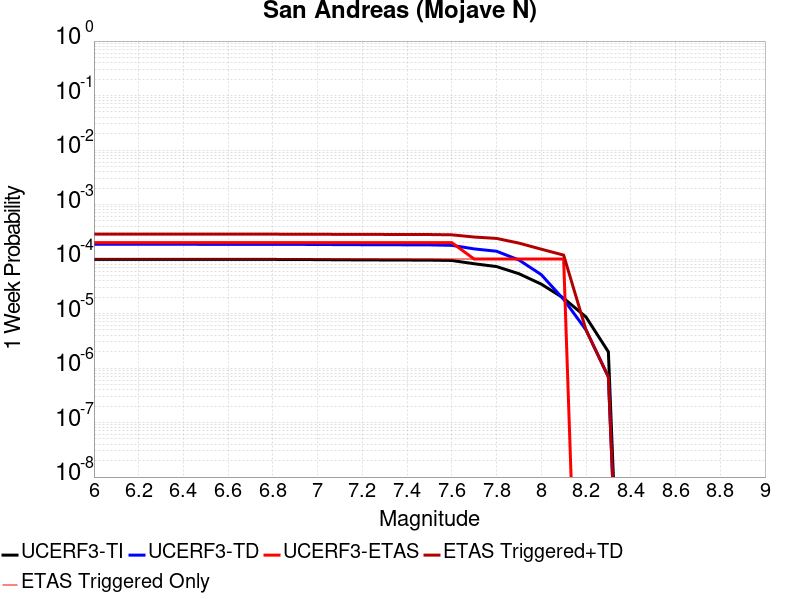 San Andreas (Mojave N)
10 0
10 -1
10 -2
10 -3
10 -4
10 -5
10 -6
10 -7
10 -8
1 Week Probability
6 6.2 6.4 6.6 6.8 7 7.2 7.4 7.6 7.8 8 8.2 8.4 8.6 8.8 9
Magnitude
UCERF3-TI UCERF3-TD UCERF3-ETAS ETAS Triggered+TD
ETAS Triggered Only